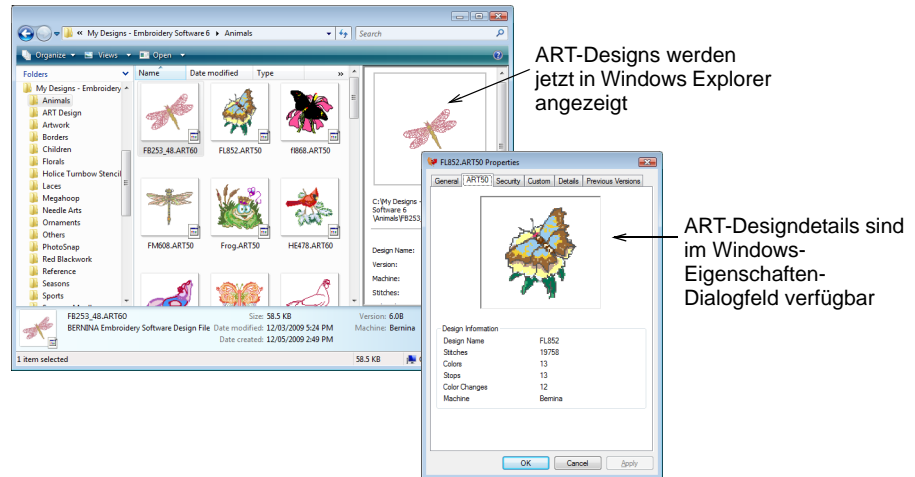 « My Designs - Embroidery Software 6 ▸ Animals
Search
Organize
Views
Open
Folders
Name
Date modified
Type
»
My Designs - Embroidery
Animals
ART Design
Artwork
Borders
Children
Florals
Holice Turnbow Stencil
Laces
Megahoop
Needle Arts
Ornaments
Others
PhotoSnap
Red Blackwork
Reference
Seasons
Sports
FB253_48.ART60
FL852.ART50
fl868.ART50
FM608.ART50
Frog.ART50
HE478.ART60
C:\My Designs -
Software 6
\Animals\FB253_
Design Name:
Version:
Machine:
Stitches:
FB253_48.ART60
Size: 58.5 KB
Version: 6.0B
BERNINA Embroidery Software Design File
Date modified: 12/03/2009 5:24 PM
Machine: Bernina
Date created: 12/05/2009 2:49 PM
1 item selected
58.5 KB
ART-Designs werden
jetzt in Windows Explorer
angezeigt
FL852.ART50 Properties
General
ART50
Security
Custom
Details
Previous Versions
Design Information
Design Name FL852
Stitches 19758
Colors 13
Stops 13
Color Changes 12
Machine Bernina
OK
Cancel
Apply
ART-Designdetails sind
im Windows-
Eigenschaften-
Dialogfeld verfügbar